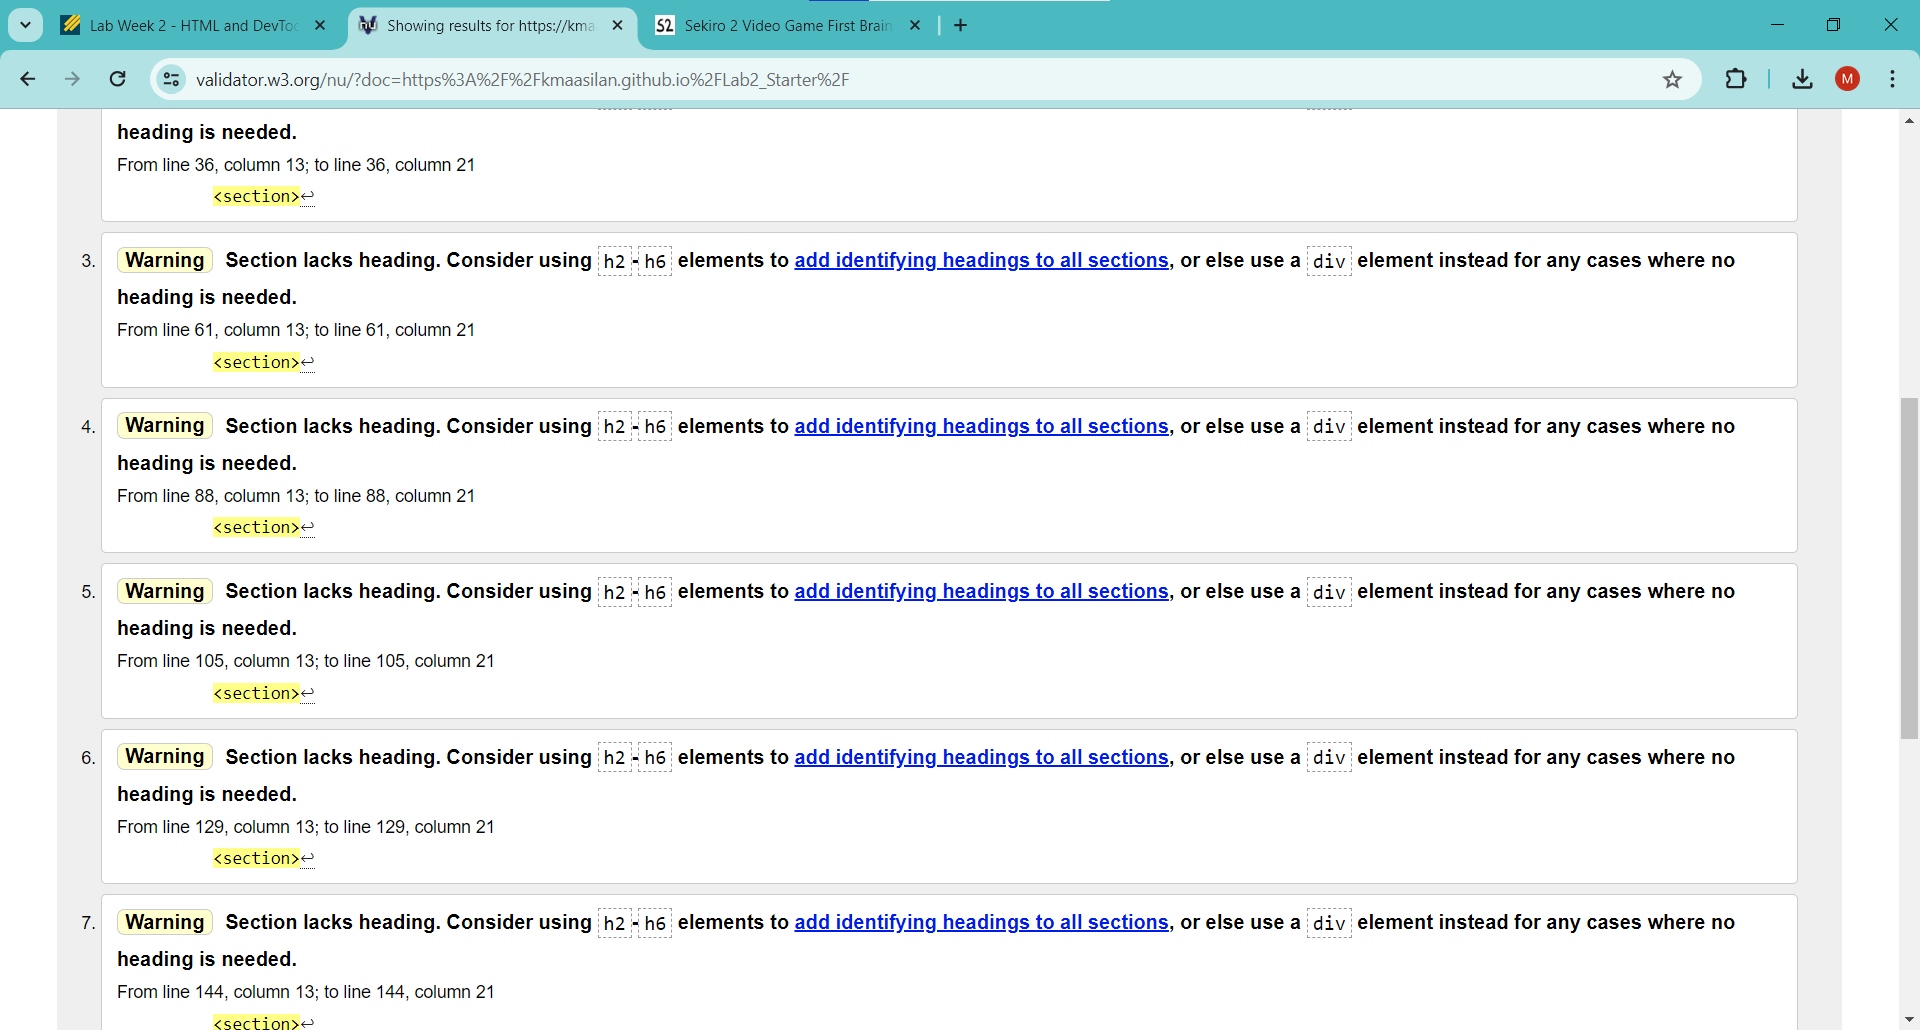 Lab Week 2 - HTML and DevToo
Showing results for https://kma
S2 Sekiro 2 Video Game First Brain
validator.w3.org/nu/?doc=https%3A%2F%2Fkmaasilan.github.io%2FLab2_Starter%2F
M
heading is needed.
From line 36, column 13; to line 36, column 21
<section>↩
3. Warning Section lacks heading. Consider using h2-h6 elements to add identifying headings to all sections, or else use a div element instead for any cases where no
heading is needed.
From line 61, column 13; to line 61, column 21
<section>↩
4. Warning Section lacks heading. Consider using h2-h6 elements to add identifying headings to all sections, or else use a div element instead for any cases where no
heading is needed.
From line 88, column 13; to line 88, column 21
<section>↩
5. Warning Section lacks heading. Consider using h2-h6 elements to add identifying headings to all sections, or else use a div element instead for any cases where no
heading is needed.
From line 105, column 13; to line 105, column 21
<section>↩
6. Warning Section lacks heading. Consider using h2-h6 elements to add identifying headings to all sections, or else use a div element instead for any cases where no
heading is needed.
From line 129, column 13; to line 129, column 21
<section>↩
7. Warning Section lacks heading. Consider using h2-h6 elements to add identifying headings to all sections, or else use a div element instead for any cases where no
heading is needed.
From line 144, column 13; to line 144, column 21
<section>↩